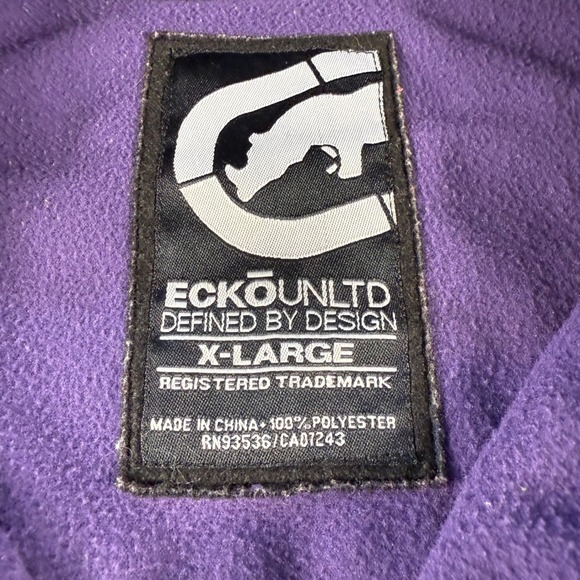 ECKŌUNLTD
DEFINED BY DESIGN
X-LARGE
REGISTERED TRADEMARK
MADE IN CHINA • 100% POLYESTER
RN93536/CA07243